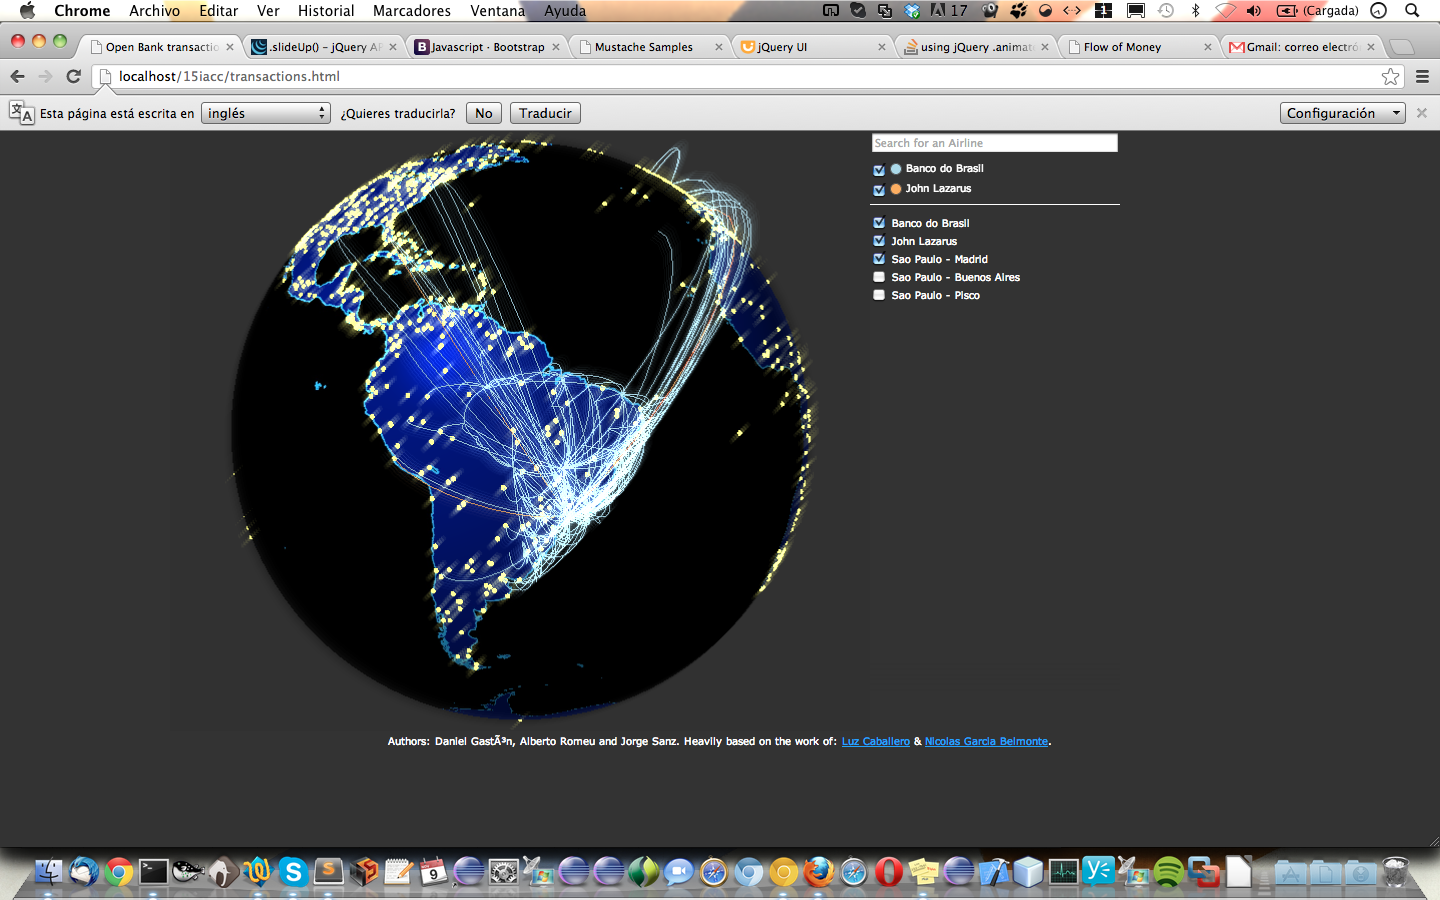 Chrome Archivo Editar Ver Historial Marcadores Ventana Ayuda 17 1 (Cargada)
Open Bank transactio .slideUp() – jQuery AP Javascript · Bootstrap Mustache Samples jQuery UI using jQuery .animat Flow of Money Gmail: correo electró
localhost/15iacc/transactions.html
Esta página está escrita en inglés ¿Quieres traducirla? No Traducir Configuración
Search for an Airline
Banco do Brasil
John Lazarus
Banco do Brasil
John Lazarus
Sao Paulo - Madrid
Sao Paulo - Buenos Aires
Sao Paulo - Pisco
Authors: Daniel GastÃ³n, Alberto Romeu and Jorge Sanz. Heavily based on the work of: Luz Caballero & Nicolas Garcia Belmonte.
9